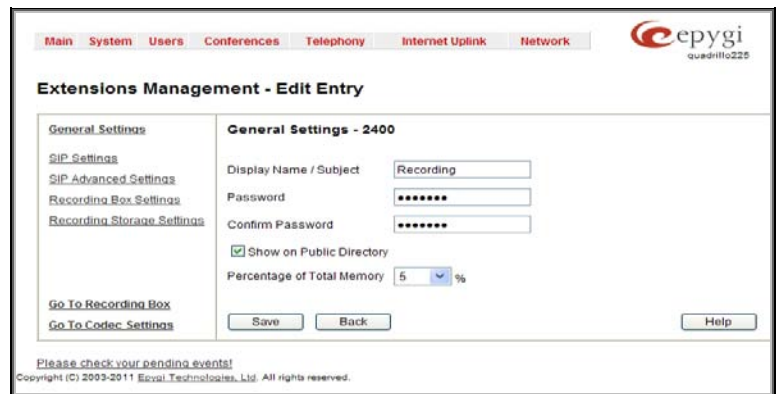 Main System Users Conferences Telephony Internet Uplink Network
epygi
quadrillo225
Extensions Management - Edit Entry
General Settings
SIP Settings
SIP Advanced Settings
Recording Box Settings
Recording Storage Settings
Go To Recording Box
Go To Codec Settings
General Settings - 2400
Display Name / Subject Recording
Password •••••••
Confirm Password •••••••
Show on Public Directory
Percentage of Total Memory 5 %
Save Back Help
Please check your pending events!
Copyright (C) 2003-2011 Epygi Technologies, Ltd. All rights reserved.